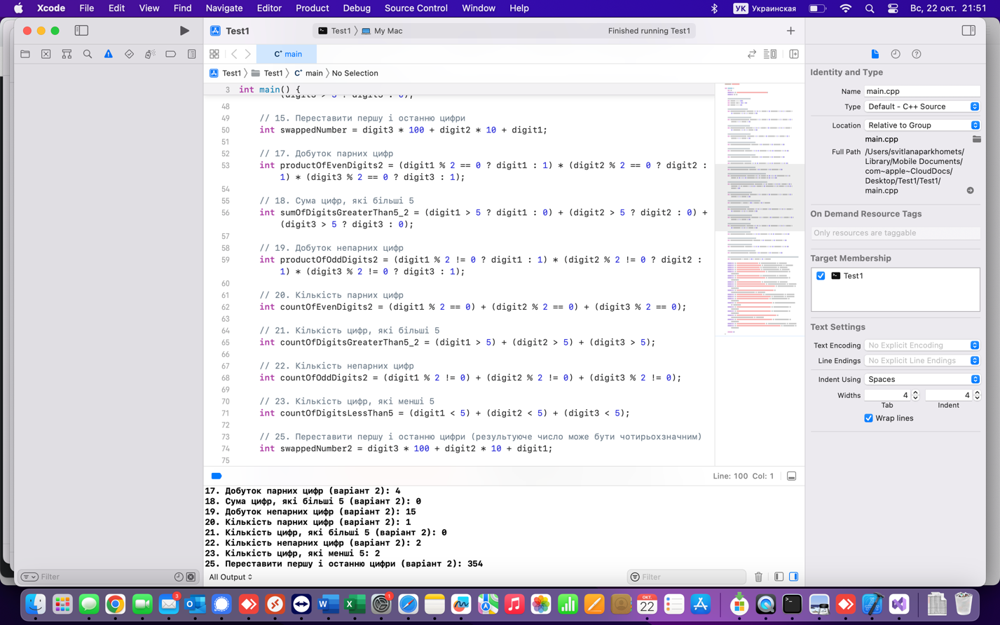 Xcode File Edit View Find Navigate Editor Product Debug Source Control Window Help УК Украинская Вс, 22 окт. 21:51
Test1 Test1 My Mac Finished running Test1
C+ main
Test1 Test1 C+ main No Selection
3 int main() {
48
49 // 15. Переставити першу і останню цифри
50 int swappedNumber = digit3 * 100 + digit2 * 10 + digit1;
51
52 // 17. Добуток парних цифр
53 int productOfEvenDigits2 = (digit1 % 2 == 0 ? digit1 : 1) * (digit2 % 2 == 0 ? digit2 :
1) * (digit3 % 2 == 0 ? digit3 : 1);
54
55 // 18. Сума цифр, які більші 5
56 int sumOfDigitsGreaterThan5_2 = (digit1 > 5 ? digit1 : 0) + (digit2 > 5 ? digit2 : 0) +
(digit3 > 5 ? digit3 : 0);
57
58 // 19. Добуток непарних цифр
59 int productOfOddDigits2 = (digit1 % 2 != 0 ? digit1 : 1) * (digit2 % 2 != 0 ? digit2 :
1) * (digit3 % 2 != 0 ? digit3 : 1);
60
61 // 20. Кількість парних цифр
62 int countOfEvenDigits2 = (digit1 % 2 == 0) + (digit2 % 2 == 0) + (digit3 % 2 == 0);
63
64 // 21. Кількість цифр, які більші 5
65 int countOfDigitsGreaterThan5_2 = (digit1 > 5) + (digit2 > 5) + (digit3 > 5);
66
67 // 22. Кількість непарних цифр
68 int countOfOddDigits2 = (digit1 % 2 != 0) + (digit2 % 2 != 0) + (digit3 % 2 != 0);
69
70 // 23. Кількість цифр, які менші 5
71 int countOfDigitsLessThan5 = (digit1 < 5) + (digit2 < 5) + (digit3 < 5);
72
73 // 25. Переставити першу і останню цифри (результуюче число може бути чотирьохзначним)
74 int swappedNumber2 = digit3 * 100 + digit2 * 10 + digit1;
75
Line: 100 Col: 1
17. Добуток парних цифр (варіант 2): 4
18. Сума цифр, які більші 5 (варіант 2): 0
19. Добуток непарних цифр (варіант 2): 15
20. Кількість парних цифр (варіант 2): 1
21. Кількість цифр, які більші 5 (варіант 2): 0
22. Кількість непарних цифр (варіант 2): 2
23. Кількість цифр, які менші 5: 2
25. Переставити першу і останню цифри (варіант 2): 354
Filter
All Output
Filter
Identity and Type
Name main.cpp
Type Default - C++ Source
Location Relative to Group
main.cpp
Full Path /Users/svitlanaparkhomets/
Library/Mobile Documents/
com~apple~CloudDocs/
Desktop/Test1/Test1/
main.cpp
On Demand Resource Tags
Only resources are taggable
Target Membership
Test1
Text Settings
Text Encoding No Explicit Encoding
Line Endings No Explicit Line Endings
Indent Using Spaces
Widths 4 4
Tab Indent
Wrap lines
3
1
ОКТ.
22